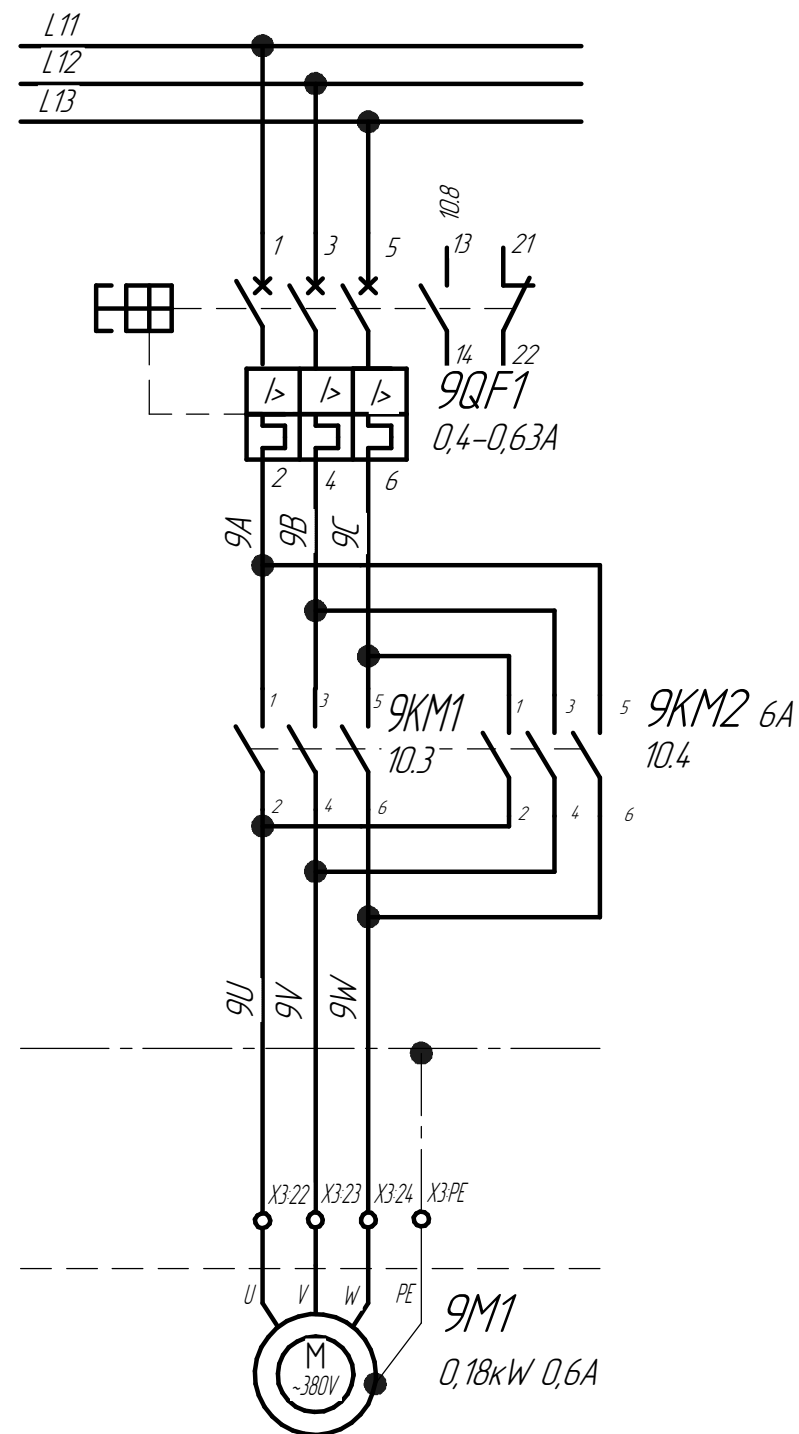 L11
L12
L13
10.8
1 3 5 13 21
14 22
I> I> I>
9QF1
0,4-0,63A
2 4 6
9A 9B 9C
1 3 5 9KM1 1 3 5 9KM2 6A
10.3 10.4
2 4 6 2 4 6
9U 9V 9W
X3:22 X3:23 X3:24 X3:PE
U V W PE
9M1
M
~380V
0,18кW 0,6A